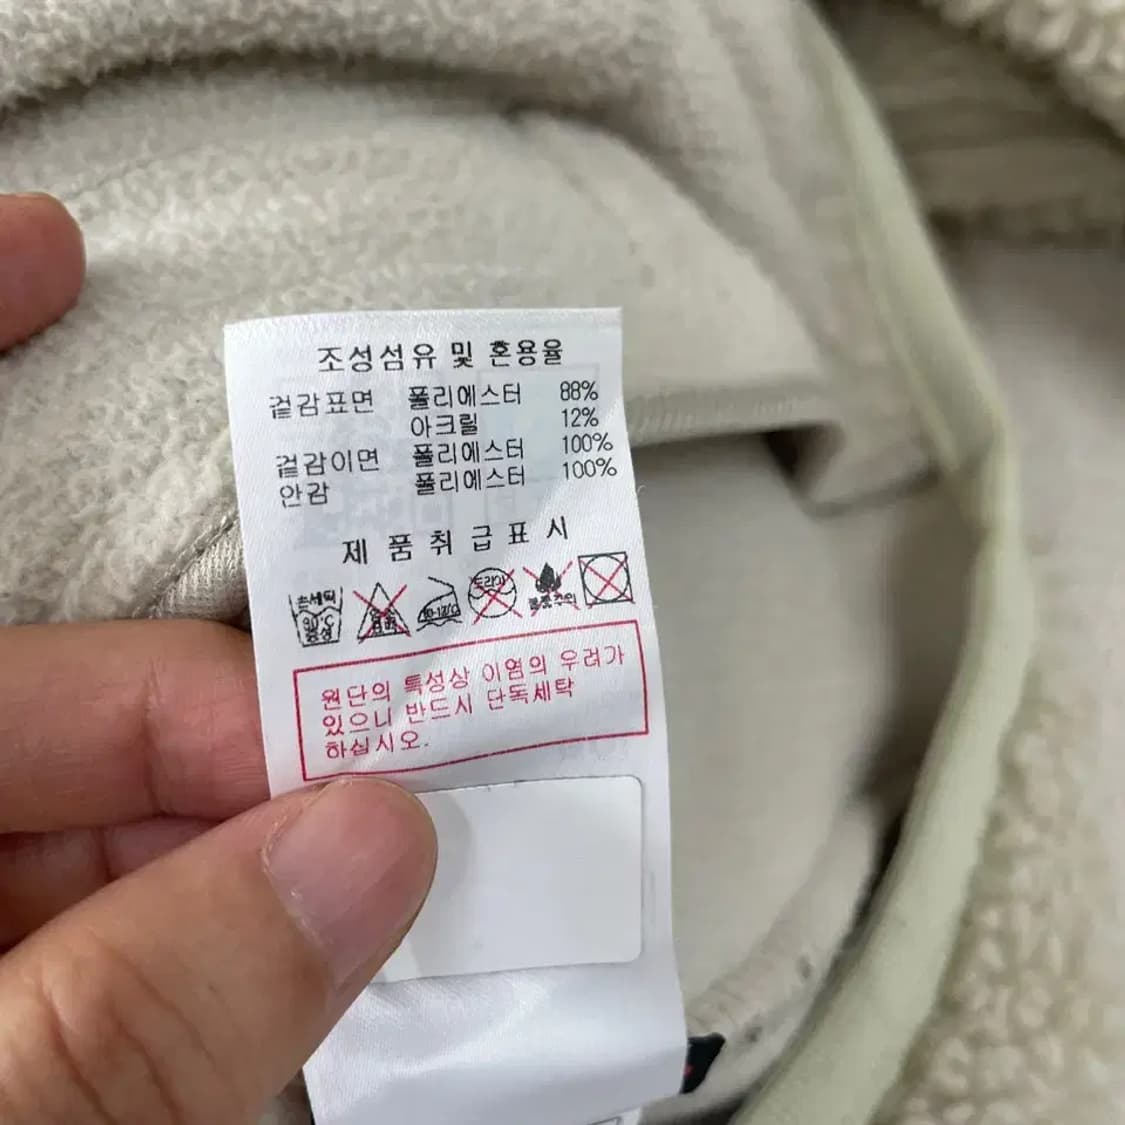 조성섬유 및 혼용율
겉감표면 폴리에스터 88%
아크릴 12%
겉감이면 폴리에스터 100%
안감 폴리에스터 100%
제품취급표시
손세탁 드라이
30°C
중성
원단의 특성상 이염의 우려가
있으니 반드시 단독세탁
하십시오.